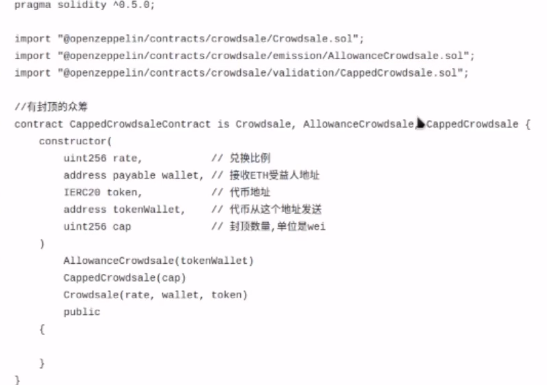 pragma solidity ^0.5.0;
import "@openzeppelin/contracts/crowdsale/Crowdsale.sol";
import "@openzeppelin/contracts/crowdsale/emission/AllowanceCrowdsale.sol";
import "@openzeppelin/contracts/crowdsale/validation/CappedCrowdsale.sol";
//有封顶的众筹
contract CappedCrowdsaleContract is Crowdsale, AllowanceCrowdsale, CappedCrowdsale {
constructor(
uint256 rate, // 兑换比例
address payable wallet, // 接收ETH受益人地址
IERC20 token, // 代币地址
address tokenWallet, // 代币从这个地址发送
uint256 cap // 封顶数量,单位是wei
)
AllowanceCrowdsale(tokenWallet)
CappedCrowdsale(cap)
Crowdsale(rate, wallet, token)
public
{
}
}